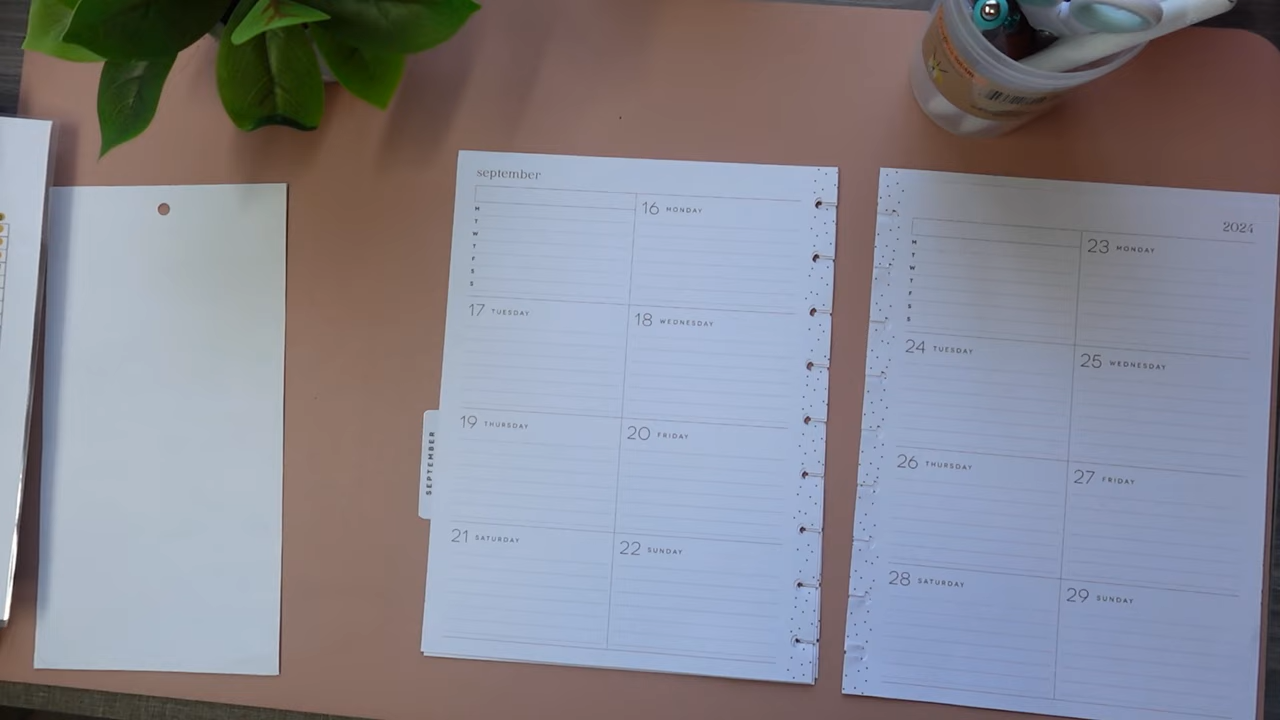 september
M
T
W
T
F
S
S
16 MONDAY
17 TUESDAY
18 WEDNESDAY
19 THURSDAY
20 FRIDAY
21 SATURDAY
22 SUNDAY
SEPTEMBER
2024
M
T
W
T
F
S
S
23 MONDAY
24 TUESDAY
25 WEDNESDAY
26 THURSDAY
27 FRIDAY
28 SATURDAY
29 SUNDAY